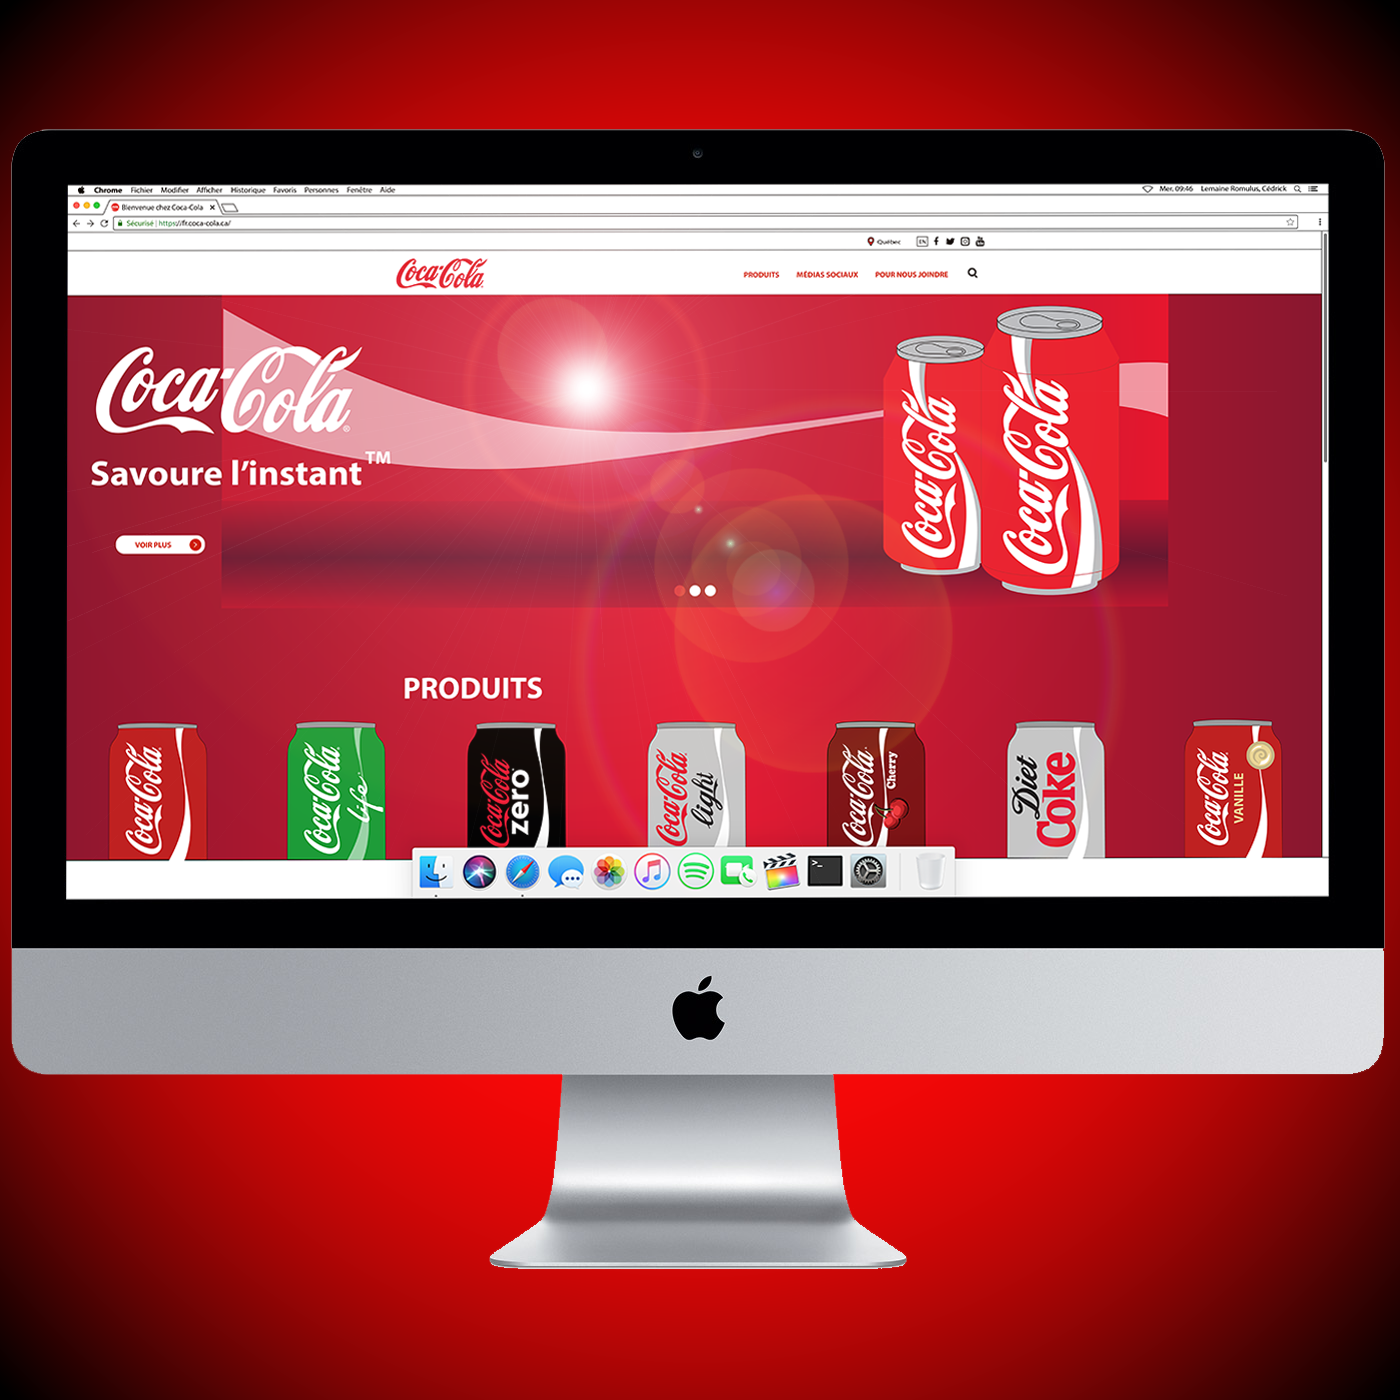 Chrome Fichier Modifier Afficher Historique Favoris Personnes Fenêtre Aide Mer. 09:46 Lemaine Romulus, Cédrick
Bienvenue chez Coca-Cola
Sécurisé | https://fr.coca-cola.ca/
Québec EN f You Tube
Coca-Cola PRODUITS MÉDIAS SOCIAUX POUR NOUS JOINDRE
Coca-Cola®
Savoure l'instant™
VOIR PLUS
Coca-Cola
Coca-Cola
PRODUITS
Coca-Cola
Coca-Cola life
Coca-Cola zero
Coca-Cola light
Coca-Cola Cherry
Diet Coke
Coca-Cola VANILLE